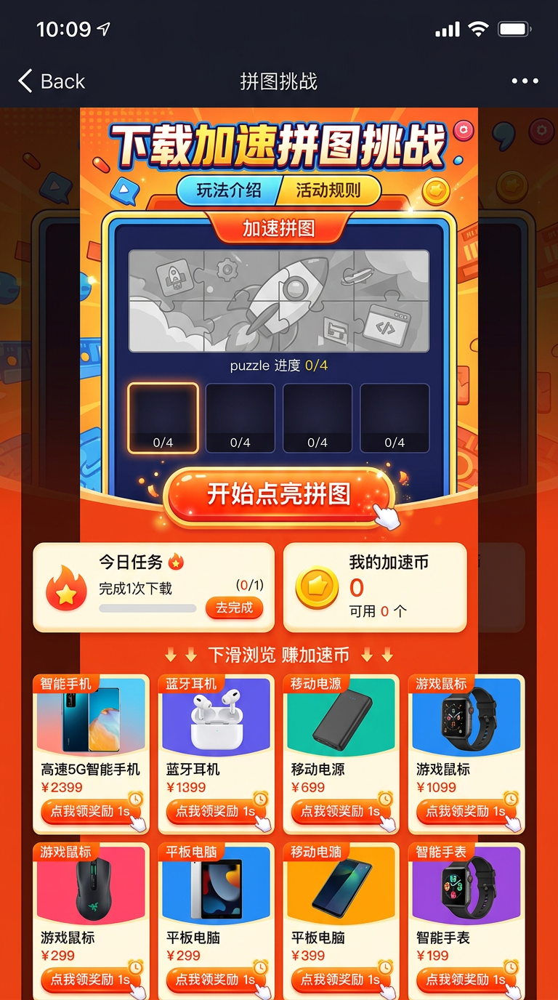 10:09
Back
拼图挑战
下载加速拼图挑战
玩法介绍 活动规则
加速拼图
puzzle 进度 0/4
0/4 0/4 0/4 0/4
开始点亮拼图
今日任务
完成1次下载 (0/1)
去完成
我的加速币
0
可用 0 个
下滑浏览 赚加速币
智能手机 蓝牙耳机 移动电源 游戏鼠标
高速5G智能手机 蓝牙耳机 移动电源 游戏鼠标
¥2399 ¥1399 ¥699 ¥1099
点我领奖励 1s 点我领奖励 1s 点我领奖励 1s 点我领奖励 1s
游戏鼠标 平板电脑 移动电 智能手表
游戏鼠标 平板电脑 平板电脑 智能手表
¥299 ¥299 ¥399 ¥199
点我领奖励 1s 点我领奖励 1s 点我领奖励 1s 点我领奖励 1s